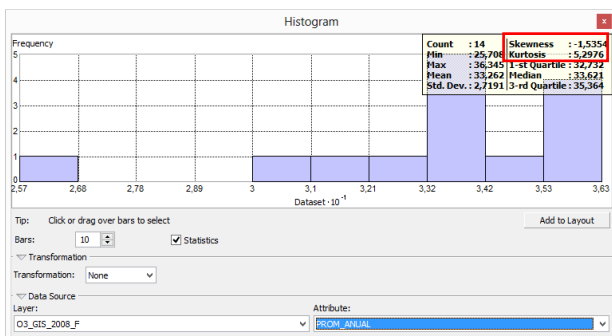 Histogram
x
Frequency
Count : 14 Skewness : -1,5354
Min : 25,708 Kurtosis : 5,2976
Max : 36,345 1-st Quartile : 32,732
Mean : 33,262 Median : 33,621
Std. Dev. : 2,7191 3-rd Quartile : 35,364
5
4
3
2
1
0
2,57 2,68 2,78 2,89 3 3,1 3,21 3,32 3,42 3,53 3,63
Dataset · 10 -1
Tip: Click or drag over bars to select Add to Layout
Bars: 10 Statistics
Transformation
Transformation: None
Data Source
Layer: Attribute:
O3_GIS_2008_F PROM_ANUAL